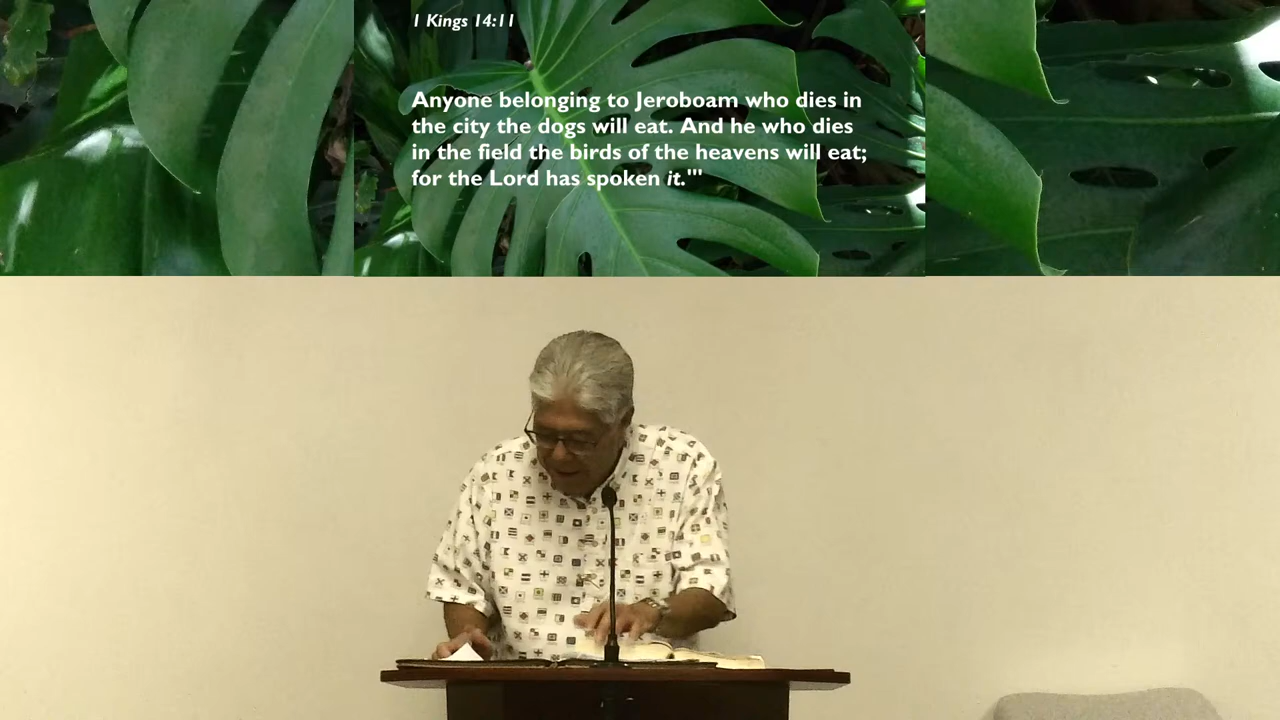 1 Kings 14:11
Anyone belonging to Jeroboam who dies in
the city the dogs will eat. And he who dies
in the field the birds of the heavens will eat;
for the Lord has spoken it.'"